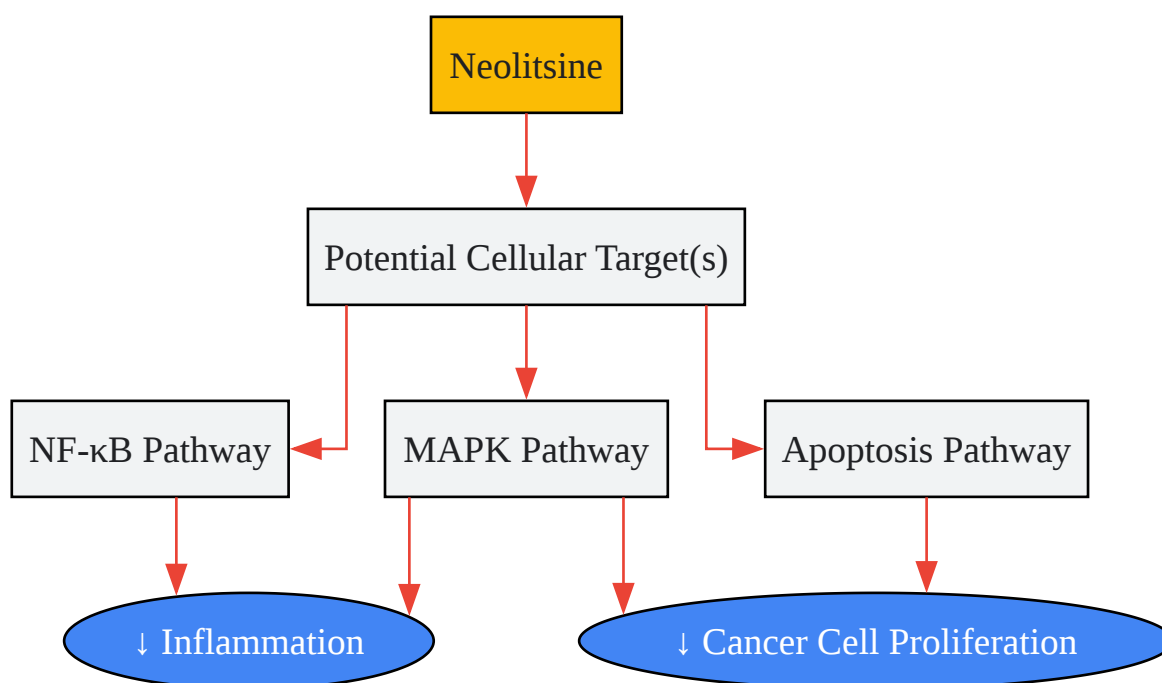 Neolitsine
Potential Cellular Target(s)
NF-κB Pathway
MAPK Pathway
Apoptosis Pathway
↓ Inflammation
↓ Cancer Cell Proliferation